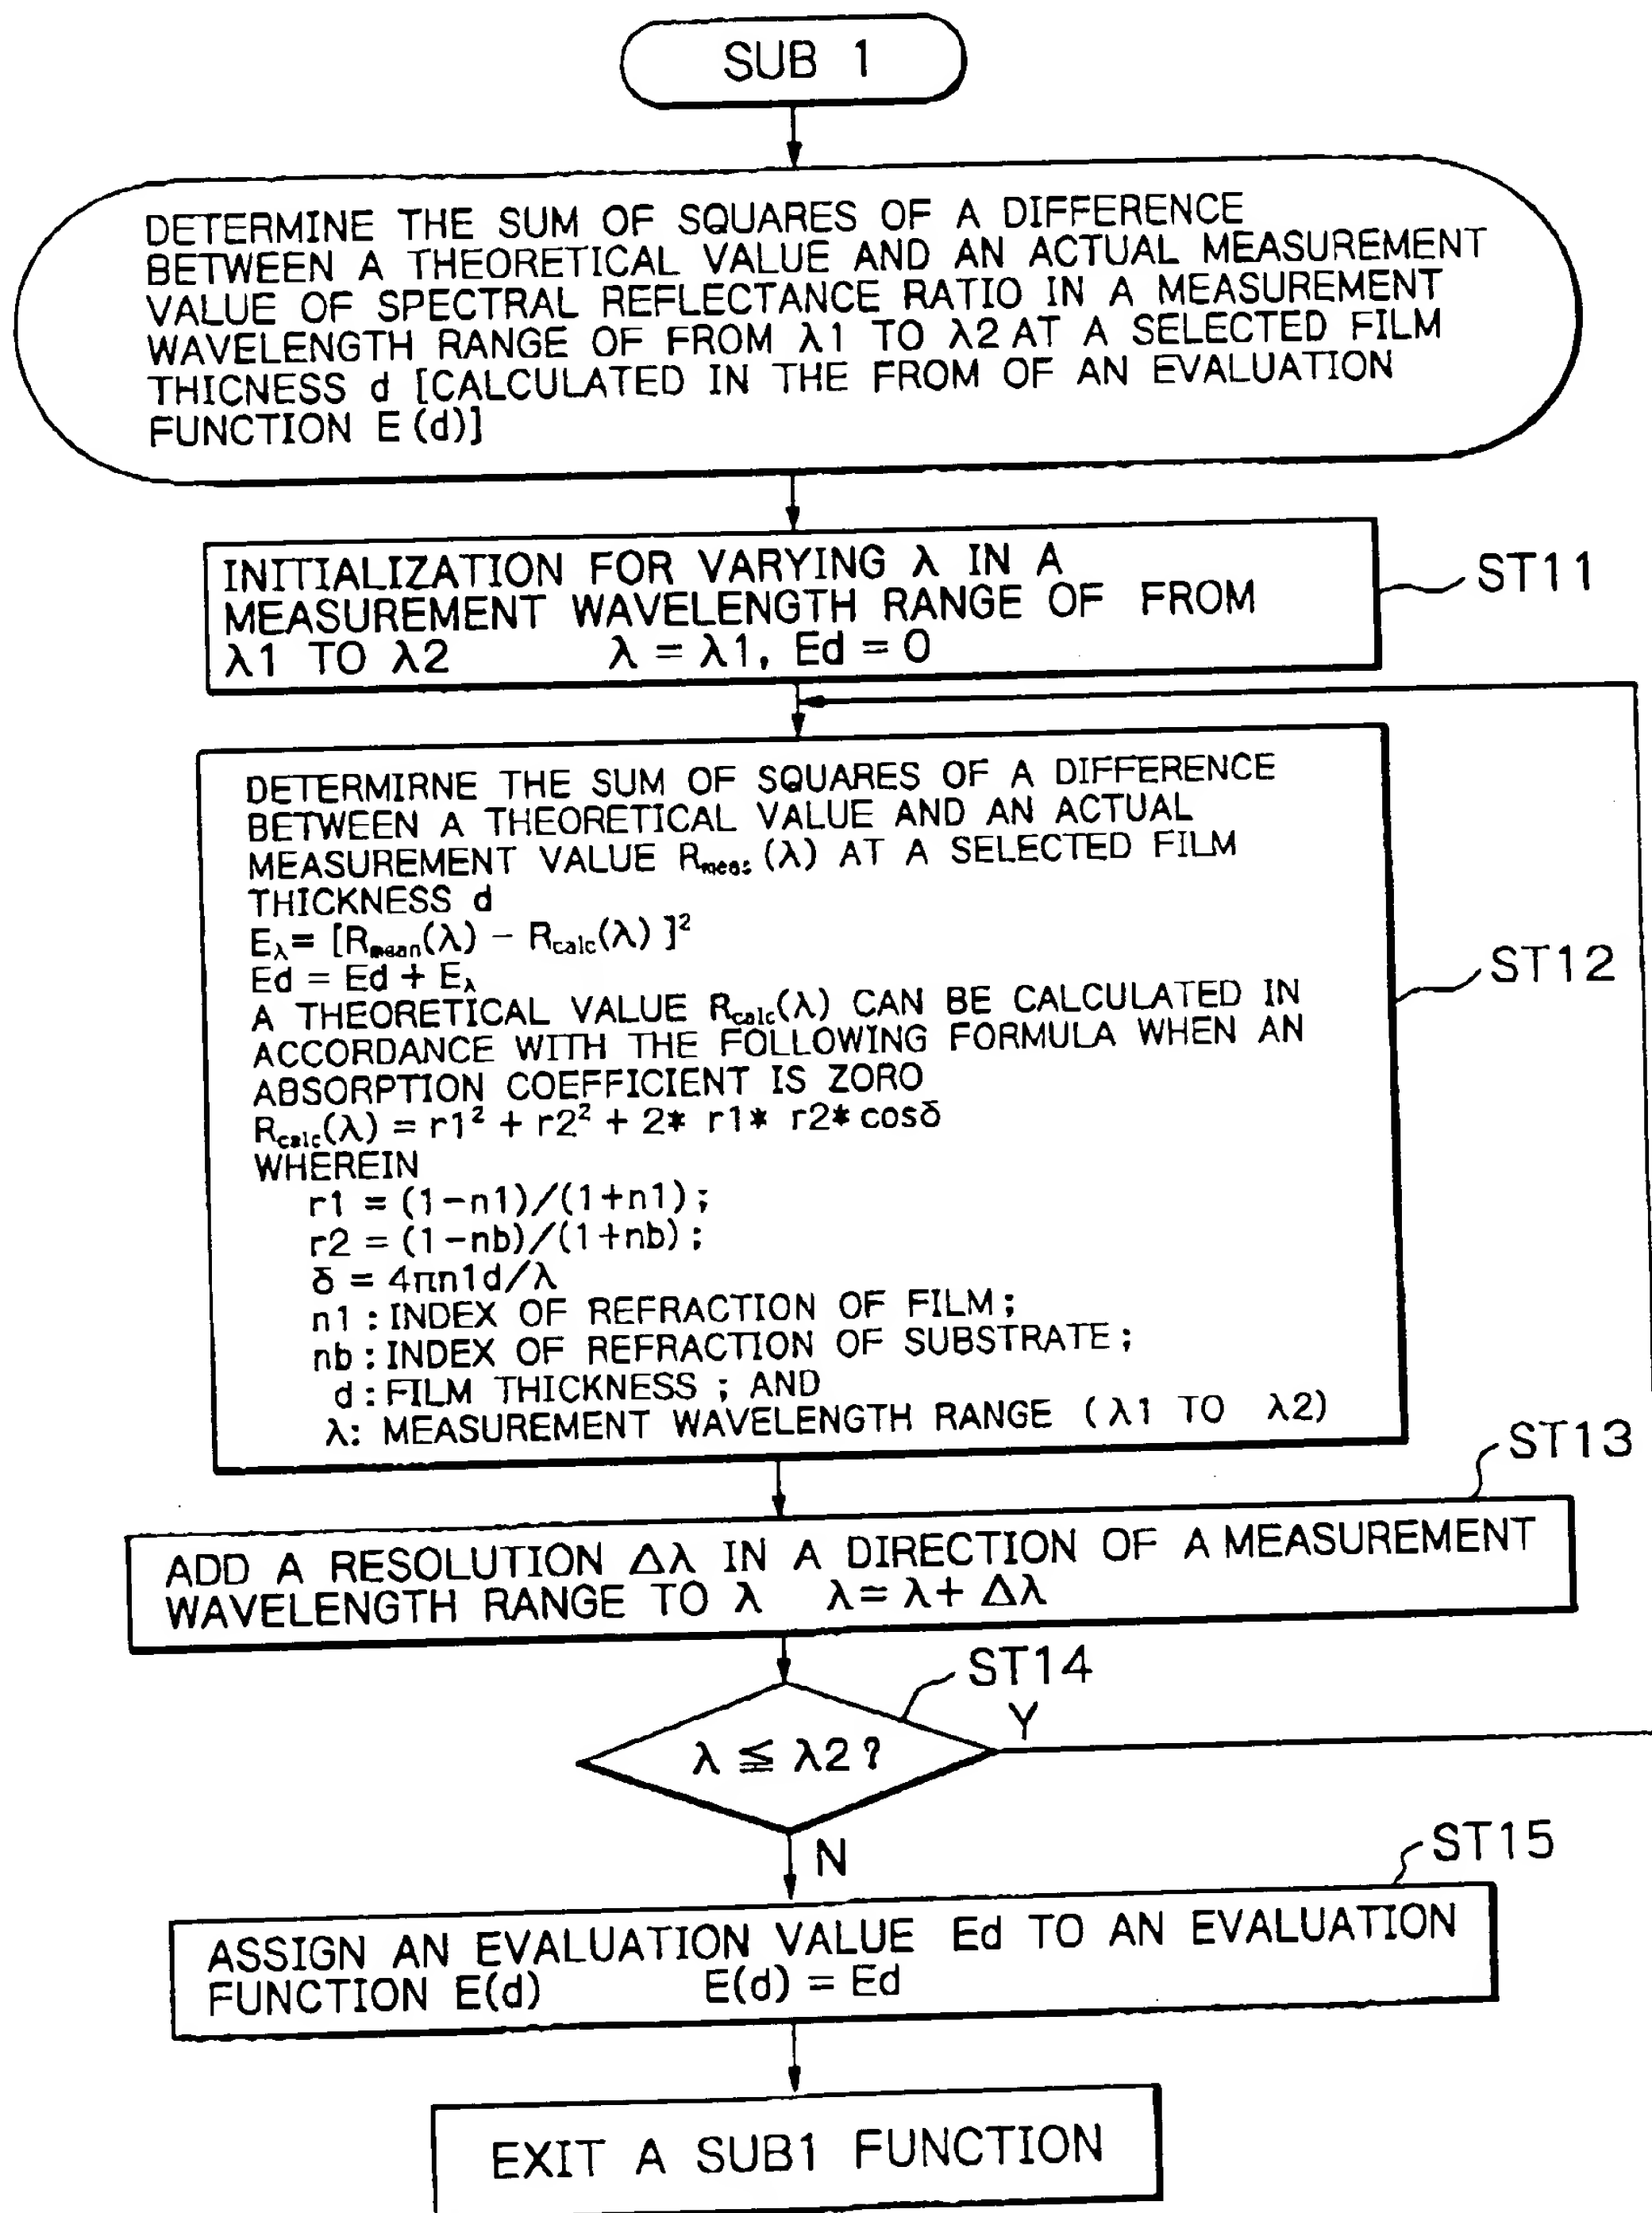 SUB 1
DETERMINE THE SUM OF SQUARES OF A DIFFERENCE
BETWEEN A THEORETICAL VALUE AND AN ACTUAL MEASUREMENT
VALUE OF SPECTRAL REFLECTANCE RATIO IN A MEASUREMENT
WAVELENGTH RANGE OF FROM λ1 TO λ2 AT A SELECTED FILM
THICNESS d [CALCULATED IN THE FROM OF AN EVALUATION
FUNCTION E(d)]
INITIALIZATION FOR VARYING λ IN A
MEASUREMENT WAVELENGTH RANGE OF FROM
λ1 TO λ2 λ = λ1, Ed = 0
ST11
DETERMIRNE THE SUM OF SQUARES OF A DIFFERENCE
BETWEEN A THEORETICAL VALUE AND AN ACTUAL
MEASUREMENT VALUE Rmeas (λ) AT A SELECTED FILM
THICKNESS d
Eλ = [Rmean(λ) − Rcalc(λ) ]²
Ed = Ed + Eλ
A THEORETICAL VALUE Rcalc(λ) CAN BE CALCULATED IN
ACCORDANCE WITH THE FOLLOWING FORMULA WHEN AN
ABSORPTION COEFFICIENT IS ZORO
Rcalc(λ) = r1² + r2² + 2* r1* r2* cosδ
WHEREIN
r1 = (1−n1)/(1+n1);
r2 = (1−nb)/(1+nb);
δ = 4πn1d/λ
n1 : INDEX OF REFRACTION OF FILM;
nb : INDEX OF REFRACTION OF SUBSTRATE;
d : FILM THICKNESS ; AND
λ: MEASUREMENT WAVELENGTH RANGE (λ1 TO λ2)
ST12
ST13
ADD A RESOLUTION Δλ IN A DIRECTION OF A MEASUREMENT
WAVELENGTH RANGE TO λ λ = λ + Δλ
ST14
λ ≦ λ2 ?
Y
N
ST15
ASSIGN AN EVALUATION VALUE Ed TO AN EVALUATION
FUNCTION E(d) E(d) = Ed
EXIT A SUB1 FUNCTION